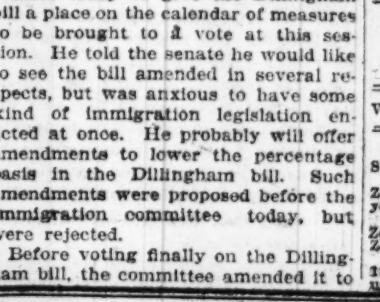 ill a place on the calendar of measures
o be brought to a vote at this ses-
ion. He told the senate he would like
o see the bill amended in several re-
pects, but was anxious to have some
kind of immigration legislation en-
cted at once. He probably will offer
mendments to lower the percentage
basis in the Dillingham bill. Such
mendments were proposed before the
mmigration committee today, but
were rejected.
Before voting finally on the Dilling-
ham bill, the committee amended it to